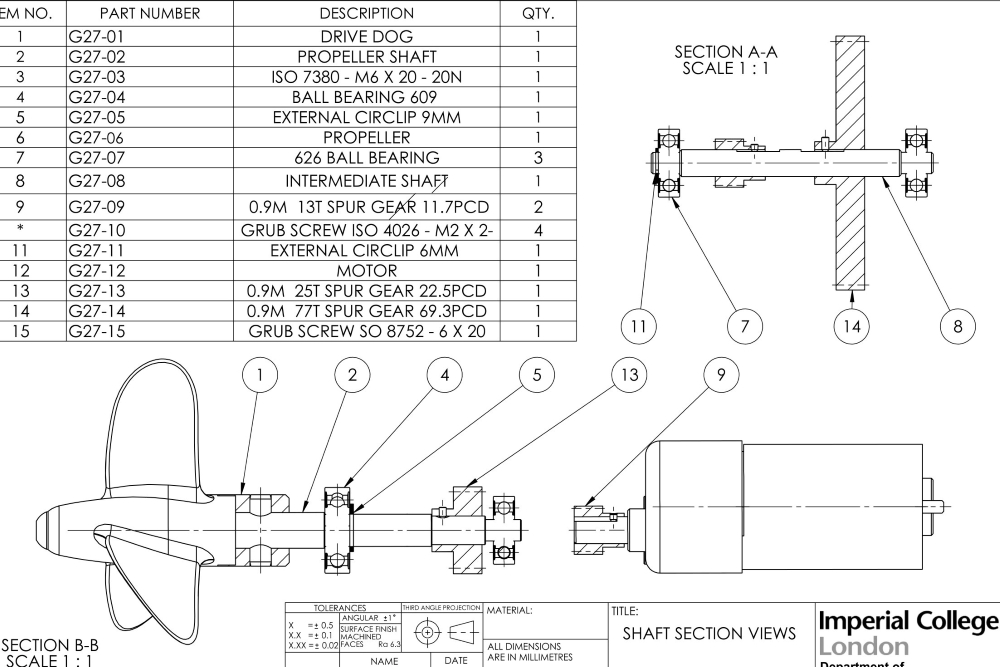 EM NO. PART NUMBER DESCRIPTION QTY.
1 G27-01 DRIVE DOG 1
2 G27-02 PROPELLER SHAFT 1
3 G27-03 ISO 7380 - M6 X 20 - 20N 1
4 G27-04 BALL BEARING 609 1
5 G27-05 EXTERNAL CIRCLIP 9MM 1
6 G27-06 PROPELLER 1
7 G27-07 626 BALL BEARING 3
8 G27-08 INTERMEDIATE SHAFT 1
9 G27-09 0.9M 13T SPUR GEAR 11.7PCD 2
* G27-10 GRUB SCREW ISO 4026 - M2 X 2- 4
11 G27-11 EXTERNAL CIRCLIP 6MM 1
12 G27-12 MOTOR 1
13 G27-13 0.9M 25T SPUR GEAR 22.5PCD 1
14 G27-14 0.9M 77T SPUR GEAR 69.3PCD 1
15 G27-15 GRUB SCREW SO 8752 - 6 X 20 1
SECTION A-A
SCALE 1 : 1
11 7 14 8
1 2 4 5 13 9
SECTION B-B
SCALE 1 : 1
TOLERANCES
X =± 0.5
X.X =± 0.1
X.XX =± 0.02
ANGULAR ±1°
SURFACE FINISH
MACHINED
FACES Ra 6.3
THIRD ANGLE PROJECTION
NAME DATE
MATERIAL:
ALL DIMENSIONS
ARE IN MILLIMETRES
TITLE:
SHAFT SECTION VIEWS
Imperial College
London
Department of